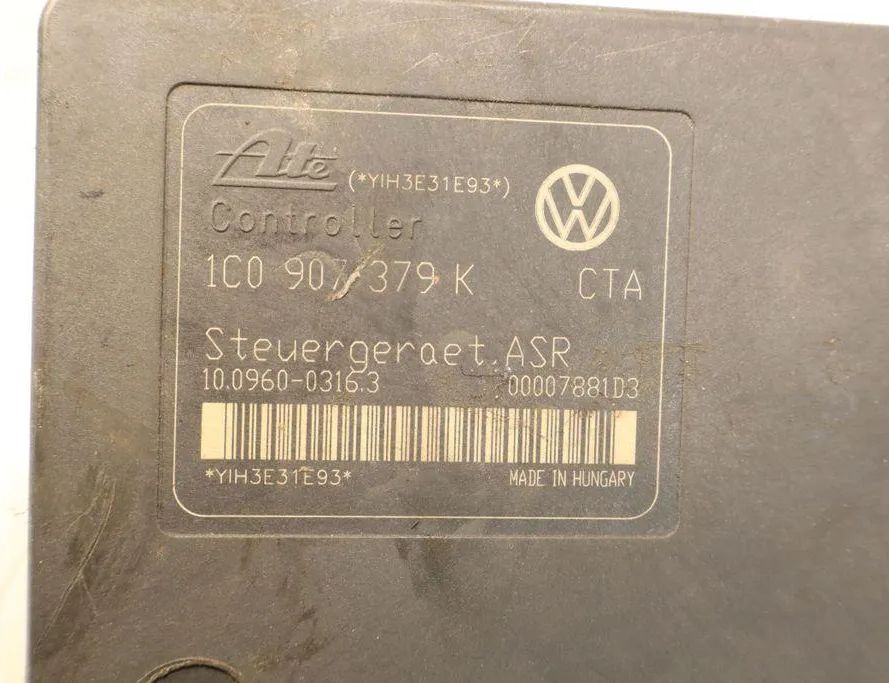 Ate (*YIH3E31E93*)
Controller
1C0 907 379 K CTA
Steuergeraet.ASR
10.0960-0316.3 00007881D3
*YIH3E31E93* MADE IN HUNGARY